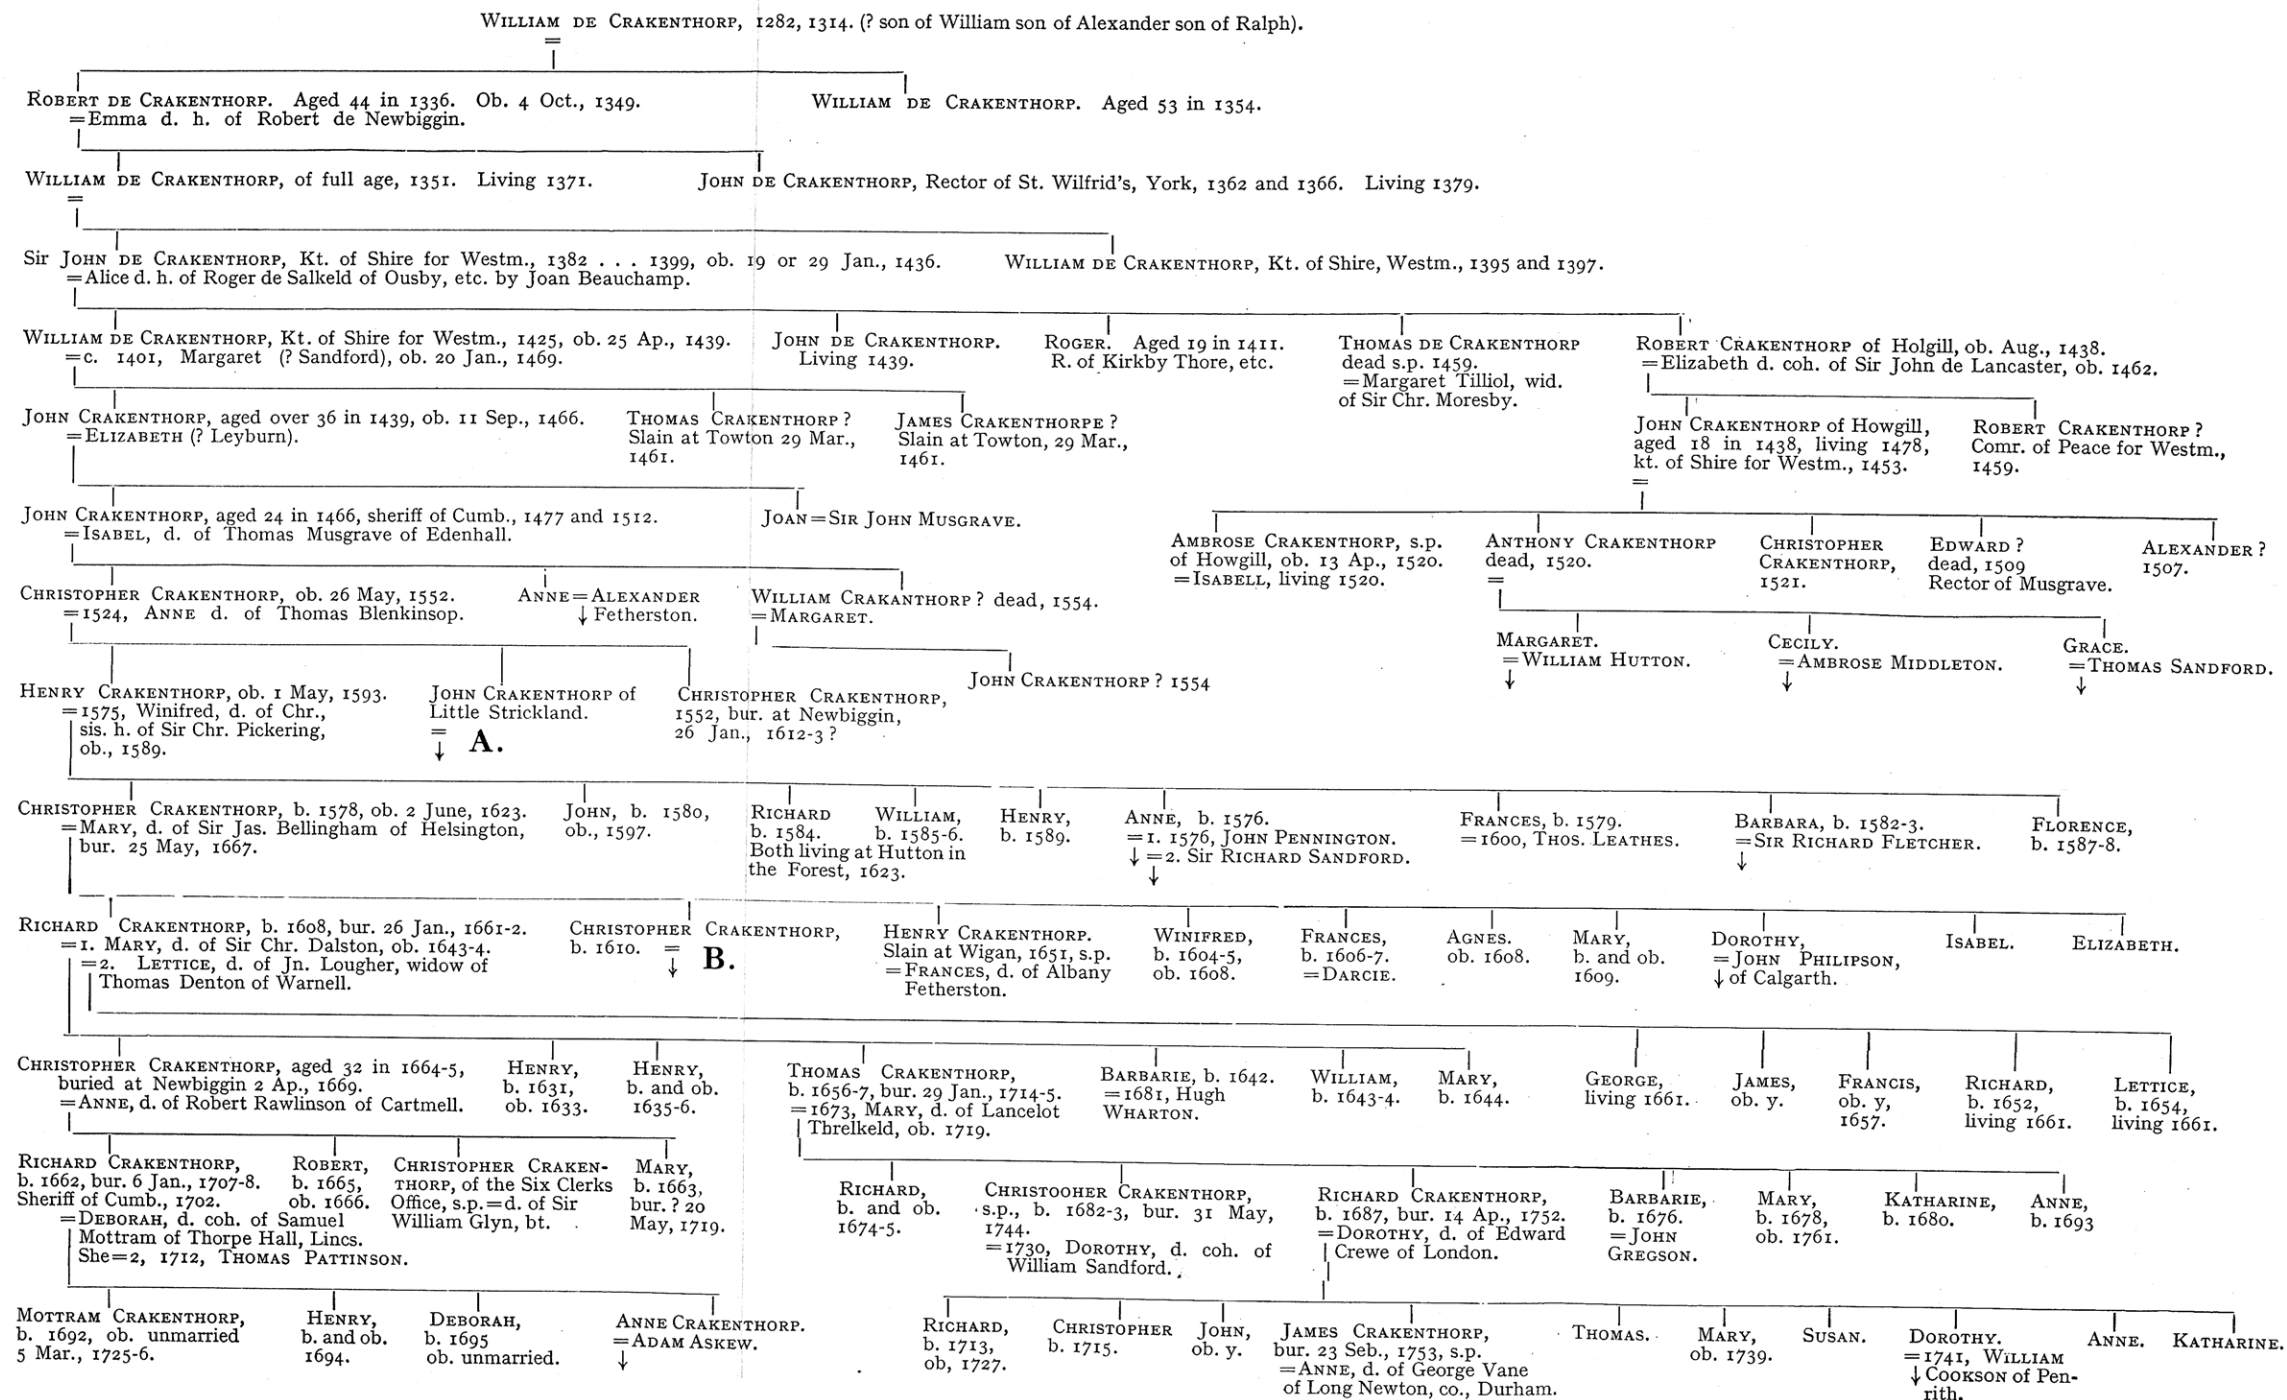 WILLIAM DE CRAKENTHORP, 1282, 1314. (? son of William son of Alexander son of Ralph).
=
ROBERT DE CRAKENTHORP. Aged 44 in 1336. Ob. 4 Oct., 1349.
=Emma d. h. of Robert de Newbiggin.
WILLIAM DE CRAKENTHORP. Aged 53 in 1354.
WILLIAM DE CRAKENTHORP, of full age, 1351. Living 1371.
=
JOHN DE CRAKENTHORP, Rector of St. Wilfrid's, York, 1362 and 1366. Living 1379.
Sir JOHN DE CRAKENTHORP, Kt. of Shire for Westm., 1382 . . . 1399, ob. 19 or 29 Jan., 1436.
=Alice d. h. of Roger de Salkeld of Ousby, etc. by Joan Beauchamp.
WILLIAM DE CRAKENTHORP, Kt. of Shire, Westm., 1395 and 1397.
WILLIAM DE CRAKENTHORP, Kt. of Shire for Westm., 1425, ob. 25 Ap., 1439.
=c. 1401, Margaret (? Sandford), ob. 20 Jan., 1469.
JOHN DE CRAKENTHORP.
Living 1439.
ROGER. Aged 19 in 1411.
R. of Kirkby Thore, etc.
THOMAS DE CRAKENTHORP
dead s.p. 1459.
=Margaret Tilliol, wid.
of Sir Chr. Moresby.
ROBERT CRAKENTHORP of Holgill, ob. Aug., 1438.
=Elizabeth d. coh. of Sir John de Lancaster, ob. 1462.
JOHN CRAKENTHORP, aged over 36 in 1439, ob. 11 Sep., 1466.
=ELIZABETH (? Leyburn).
THOMAS CRAKENTHORP ?
Slain at Towton 29 Mar.,
1461.
JAMES CRAKENTHORPE ?
Slain at Towton, 29 Mar.,
1461.
JOHN CRAKENTHORP of Howgill,
aged 18 in 1438, living 1478,
kt. of Shire for Westm., 1453.
=
ROBERT CRAKENTHORP ?
Comr. of Peace for Westm.,
1459.
JOHN CRAKENTHORP, aged 24 in 1466, sheriff of Cumb., 1477 and 1512.
=ISABEL, d. of Thomas Musgrave of Edenhall.
JOAN=SIR JOHN MUSGRAVE.
AMBROSE CRAKENTHORP, s.p.
of Howgill, ob. 13 Ap., 1520.
=ISABELL, living 1520.
ANTHONY CRAKENTHORP
dead, 1520.
=
CHRISTOPHER
CRAKENTHORP,
1521.
EDWARD ?
dead, 1509
Rector of Musgrave.
ALEXANDER ?
1507.
CHRISTOPHER CRAKENTHORP, ob. 26 May, 1552.
=1524, ANNE d. of Thomas Blenkinsop.
ANNE=ALEXANDER
↓ Fetherston.
WILLIAM CRAKANTHORP ? dead, 1554.
=MARGARET.
MARGARET.
=WILLIAM HUTTON.
↓
CECILY.
=AMBROSE MIDDLETON.
↓
GRACE.
=THOMAS SANDFORD.
↓
HENRY CRAKENTHORP, ob. 1 May, 1593.
=1575, Winifred, d. of Chr.,
sis. h. of Sir Chr. Pickering,
ob., 1589.
JOHN CRAKENTHORP of
Little Strickland.
=
↓ A.
CHRISTOPHER CRAKENTHORP,
1552, bur. at Newbiggin,
26 Jan., 1612-3 ?
JOHN CRAKENTHORP ? 1554
CHRISTOPHER CRAKENTHORP, b. 1578, ob. 2 June, 1623.
=MARY, d. of Sir Jas. Bellingham of Helsington,
bur. 25 May, 1667.
JOHN, b. 1580,
ob., 1597.
RICHARD WILLIAM,
b. 1584. b. 1585-6.
Both living at Hutton in
the Forest, 1623.
HENRY,
b. 1589.
ANNE, b. 1576.
=1. 1576, JOHN PENNINGTON.
↓ =2. Sir RICHARD SANDFORD.
↓
FRANCES, b. 1579.
=1600, THOS. LEATHES.
BARBARA, b. 1582-3.
=SIR RICHARD FLETCHER.
↓
FLORENCE,
b. 1587-8.
RICHARD CRAKENTHORP, b. 1608, bur. 26 Jan., 1661-2.
=1. MARY, d. of Sir Chr. Dalston, ob. 1643-4.
=2. LETTICE, d. of Jn. Lougher, widow of
Thomas Denton of Warnell.
CHRISTOPHER CRAKENTHORP,
b. 1610. =
↓ B.
HENRY CRAKENTHORP.
Slain at Wigan, 1651, s.p.
=FRANCES, d. of Albany
Fetherston.
WINIFRED,
b. 1604-5,
ob. 1608.
FRANCES,
b. 1606-7.
=DARCIE.
AGNES.
ob. 1608.
MARY,
b. and ob.
1609.
DOROTHY,
=JOHN PHILIPSON,
↓ of Calgarth.
ISABEL.
ELIZABETH.
CHRISTOPHER CRAKENTHORP, aged 32 in 1664-5,
buried at Newbiggin 2 Ap., 1669.
=ANNE, d. of Robert Rawlinson of Cartmell.
HENRY,
b. 1631,
ob. 1633.
HENRY,
b. and ob.
1635-6.
THOMAS CRAKENTHORP,
b. 1656-7, bur. 29 Jan., 1714-5.
=1673, MARY, d. of Lancelot
Threlkeld, ob. 1719.
BARBARIE, b. 1642.
=1681, Hugh
WHARTON.
WILLIAM,
b. 1643-4.
MARY,
b. 1644.
GEORGE,
living 1661.
JAMES,
ob. y.
FRANCIS,
ob. y,
1657.
RICHARD,
b. 1652,
living 1661.
LETTICE,
b. 1654,
living 1661.
RICHARD CRAKENTHORP,
b. 1662, bur. 6 Jan., 1707-8.
Sheriff of Cumb., 1702.
=DEBORAH, d. coh. of Samuel
Mottram of Thorpe Hall, Lincs.
She=2, 1712, THOMAS PATTINSON.
ROBERT,
b. 1665,
ob. 1666.
CHRISTOPHER CRAKEN-
THORP, of the Six Clerks
Office, s.p.=d. of Sir
William Glyn, bt.
MARY,
b. 1663,
bur. ? 20
May, 1719.
RICHARD,
b. and ob.
1674-5.
CHRISTOOHER CRAKENTHORP,
s.p., b. 1682-3, bur. 31 May,
1744.
=1730, DOROTHY, d. coh. of
William Sandford.
RICHARD CRAKENTHORP,
b. 1687, bur. 14 Ap., 1752.
=DOROTHY, d. of Edward
Crewe of London.
BARBARIE,
b. 1676.
=JOHN
GREGSON.
MARY,
b. 1678,
ob. 1761.
KATHARINE,
b. 1680.
ANNE,
b. 1693
MOTTRAM CRAKENTHORP,
b. 1692, ob. unmarried
5 Mar., 1725-6.
HENRY,
b. and ob.
1694.
DEBORAH,
b. 1695
ob. unmarried.
ANNE CRAKENTHORP.
=ADAM ASKEW.
↓
RICHARD,
b. 1713,
ob, 1727.
CHRISTOPHER
b. 1715.
JOHN,
ob. y.
JAMES CRAKENTHORP,
bur. 23 Seb., 1753, s.p.
=ANNE, d. of George Vane
of Long Newton, co., Durham.
THOMAS.
MARY,
ob. 1739.
SUSAN.
DOROTHY.
=1741, WILLIAM
↓ COOKSON of Pen-
rith.
ANNE.
KATHARINE.